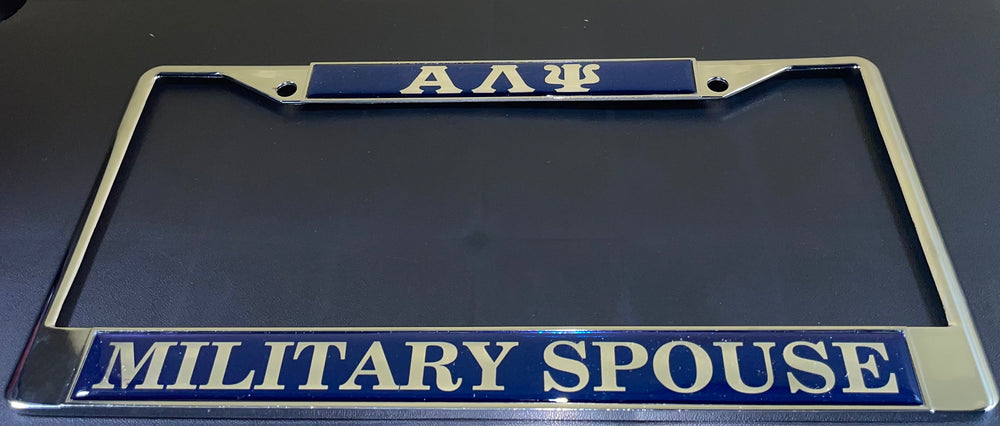 ΑΛΨ
MILITARY SPOUSE